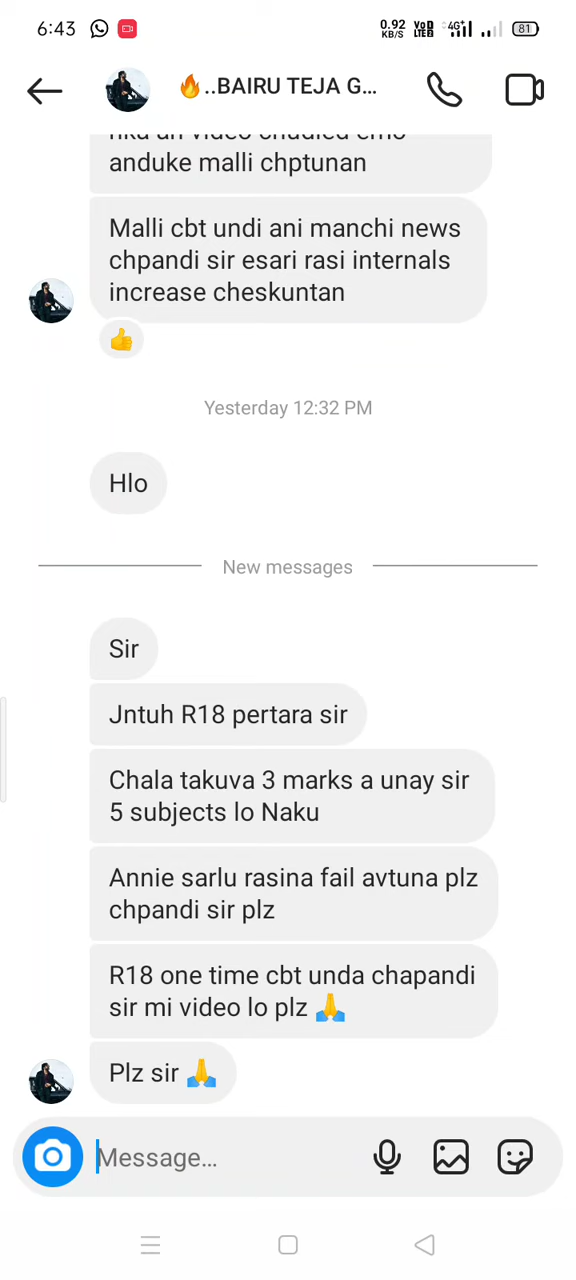 6:43
0.92 KB/S VoD LTE2 4G+ 81
🔥..BAIRU TEJA G...
anduke malli chptunan
Malli cbt undi ani manchi news
chpandi sir esari rasi internals
increase cheskuntan
👍
Yesterday 12:32 PM
Hlo
New messages
Sir
Jntuh R18 pertara sir
Chala takuva 3 marks a unay sir
5 subjects lo Naku
Annie sarlu rasina fail avtuna plz
chpandi sir plz
R18 one time cbt unda chapandi
sir mi video lo plz 🙏
Plz sir 🙏
Message...